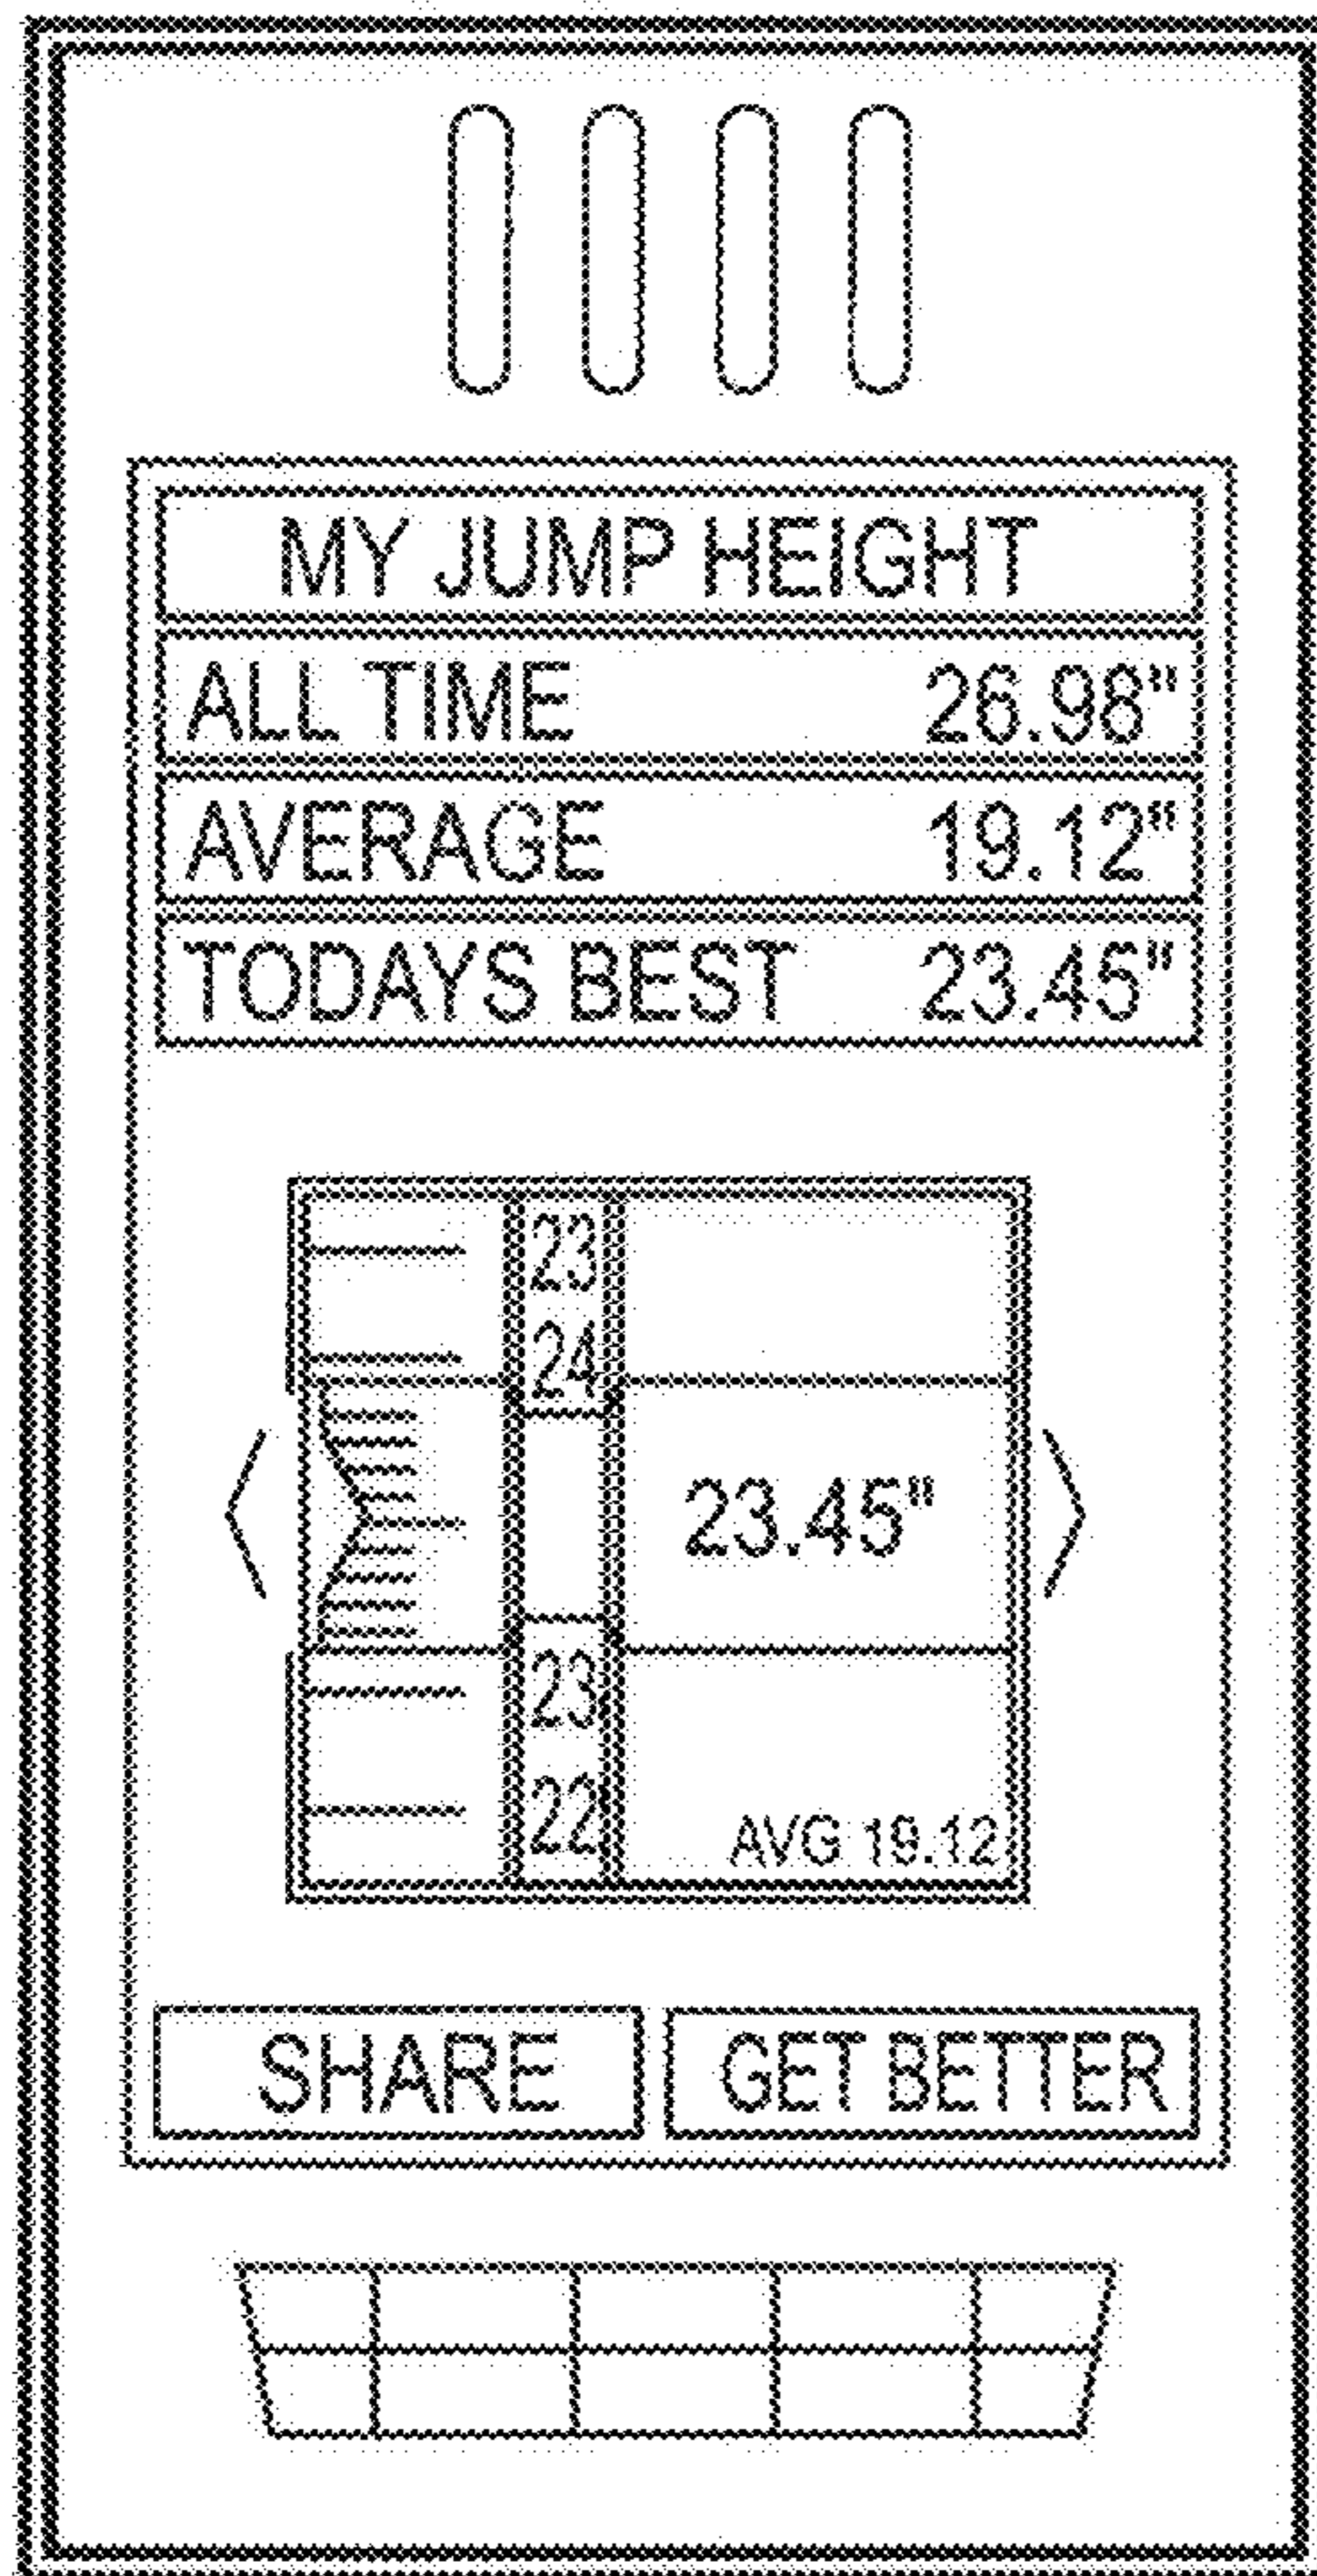 MY JUMP HEIGHT
ALL TIME 26.98"
AVERAGE 19.12"
TODAYS BEST 23.45"
23
24
23.45"
23
22
AVG 19.12
SHARE GET BETTER